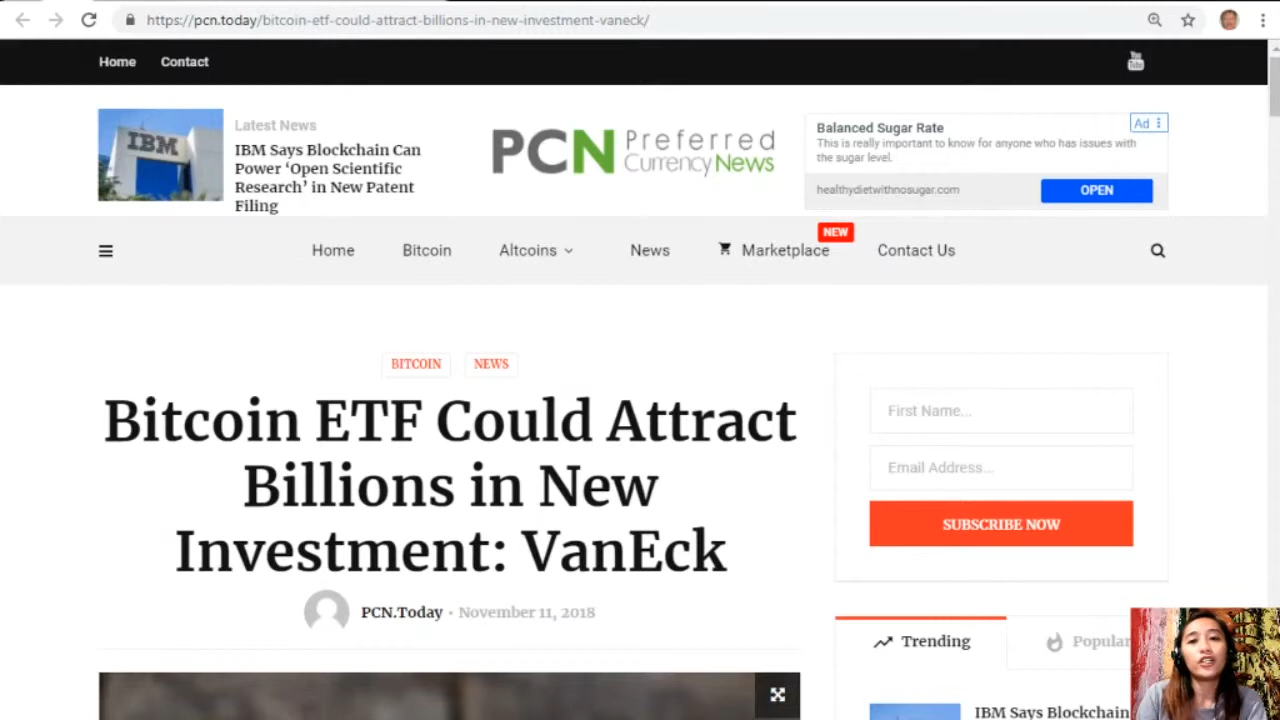 https://pcn.today/bitcoin-etf-could-attract-billions-in-new-investment-vaneck/
Home Contact
You
Tube
IBM
Latest News
IBM Says Blockchain Can
Power ‘Open Scientific
Research’ in New Patent
Filing
PCN Preferred
Currency News
Balanced Sugar Rate
Ad
This is really important to know for anyone who has issues with
the sugar level.
healthydietwithnosugar.com
OPEN
NEW
Home Bitcoin Altcoins News Marketplace Contact Us
BITCOIN NEWS
Bitcoin ETF Could Attract
Billions in New
Investment: VanEck
PCN.Today • November 11, 2018
First Name...
Email Address...
SUBSCRIBE NOW
Trending
Popular
IBM Says Blockchain